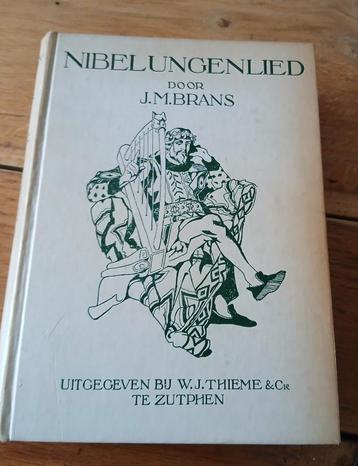 NIBELUNGENLIED
DOOR
J.M.BRANS
UITGEGEVEN BIJ W.J.THIEME & Cie
TE ZUTPHEN